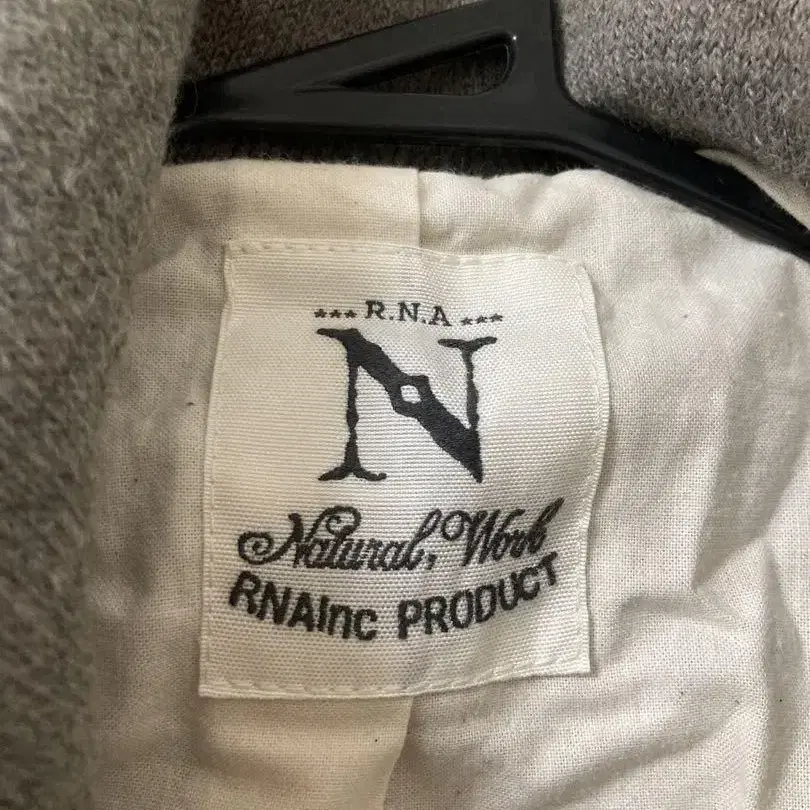 *** R.N.A ***
N
Natural, Work
RNAInc PRODUCT